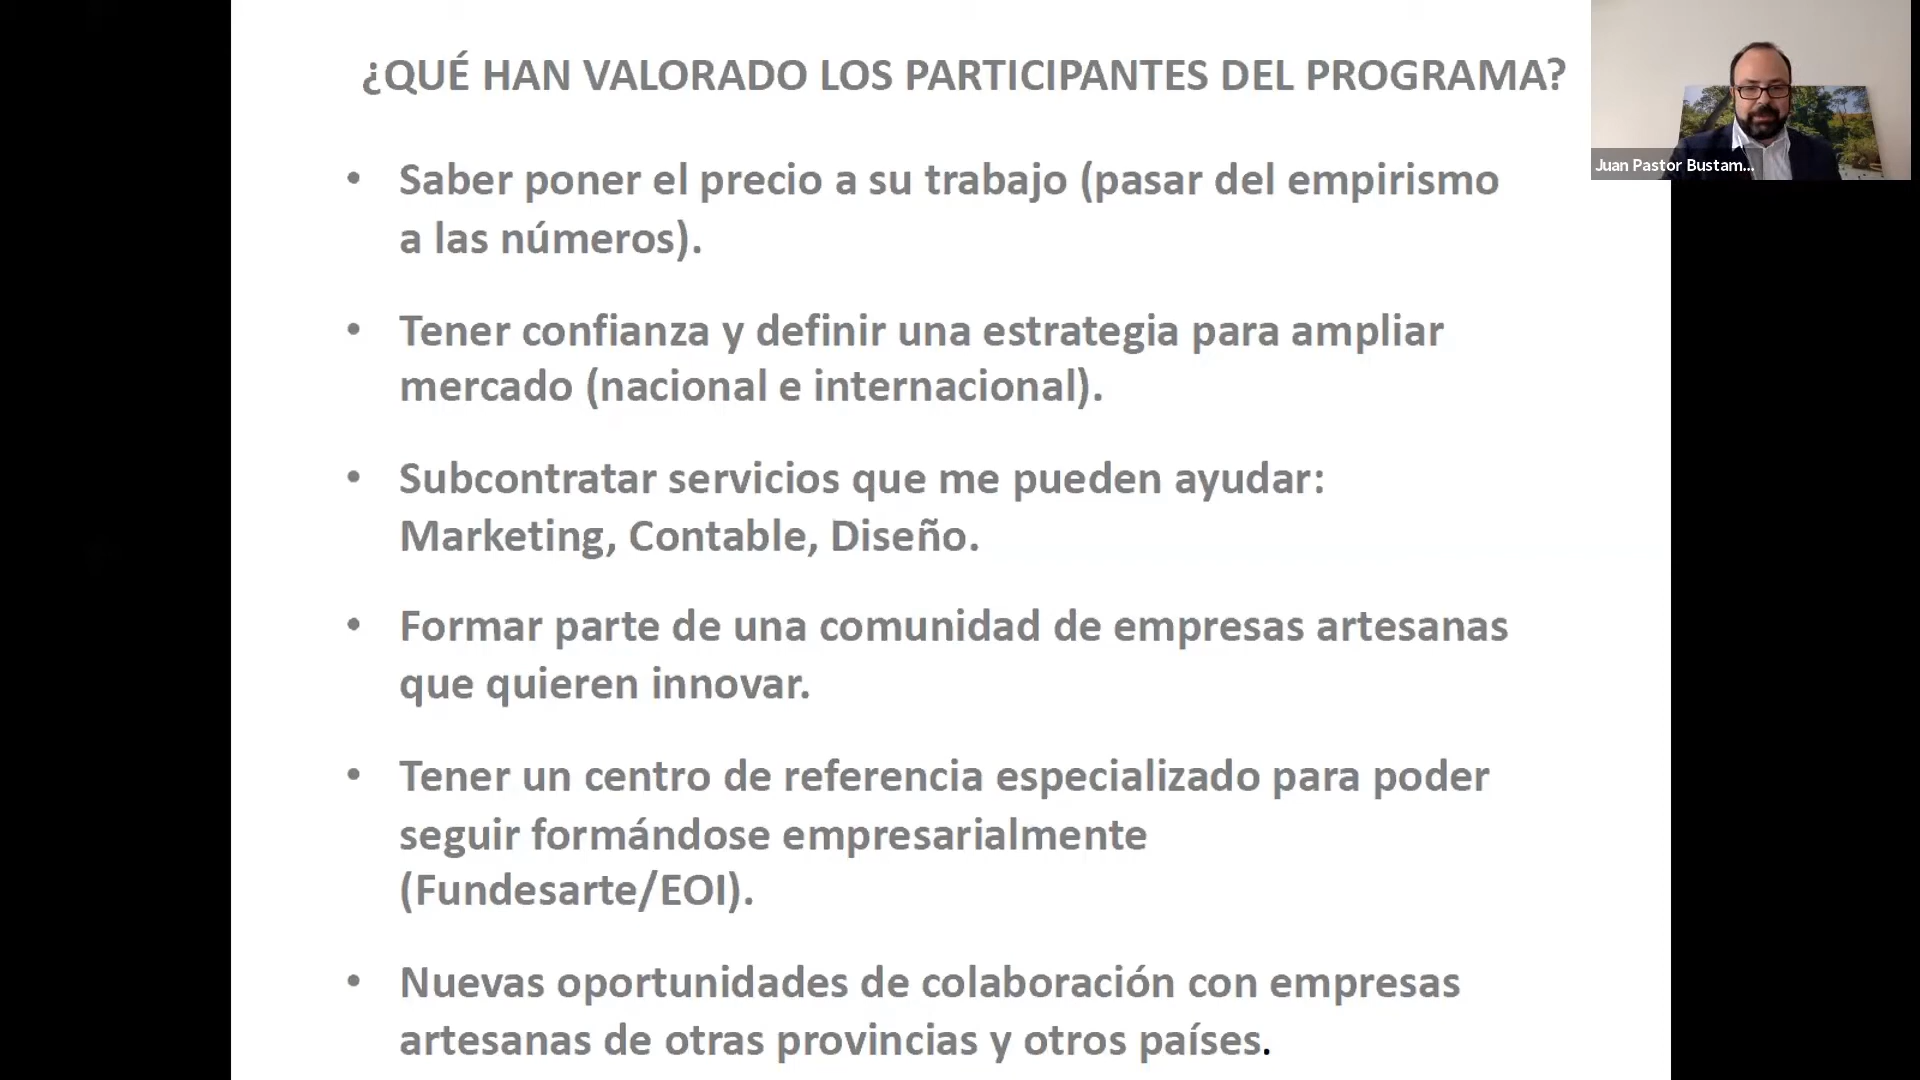 ¿QUÉ HAN VALORADO LOS PARTICIPANTES DEL PROGRAMA?
• Saber poner el precio a su trabajo (pasar del empirismo
a las números).
• Tener confianza y definir una estrategia para ampliar
mercado (nacional e internacional).
• Subcontratar servicios que me pueden ayudar:
Marketing, Contable, Diseño.
• Formar parte de una comunidad de empresas artesanas
que quieren innovar.
• Tener un centro de referencia especializado para poder
seguir formándose empresarialmente
(Fundesarte/EOI).
• Nuevas oportunidades de colaboración con empresas
artesanas de otras provincias y otros países.
Juan Pastor Bustam...